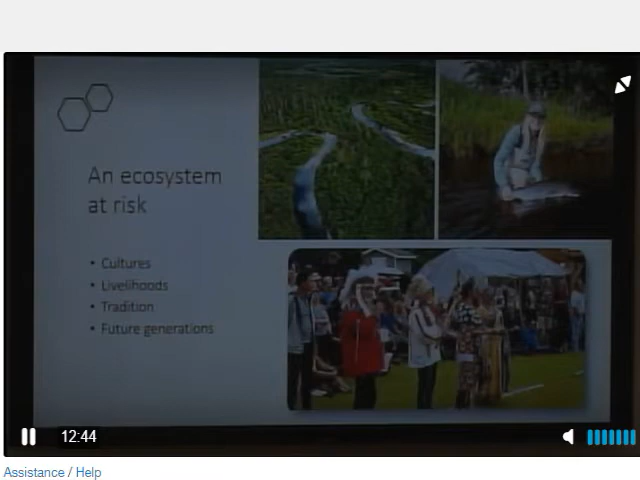 An ecosystem
at risk
• Cultures
• Livelihoods
• Tradition
• Future generations
12:44
Assistance / Help